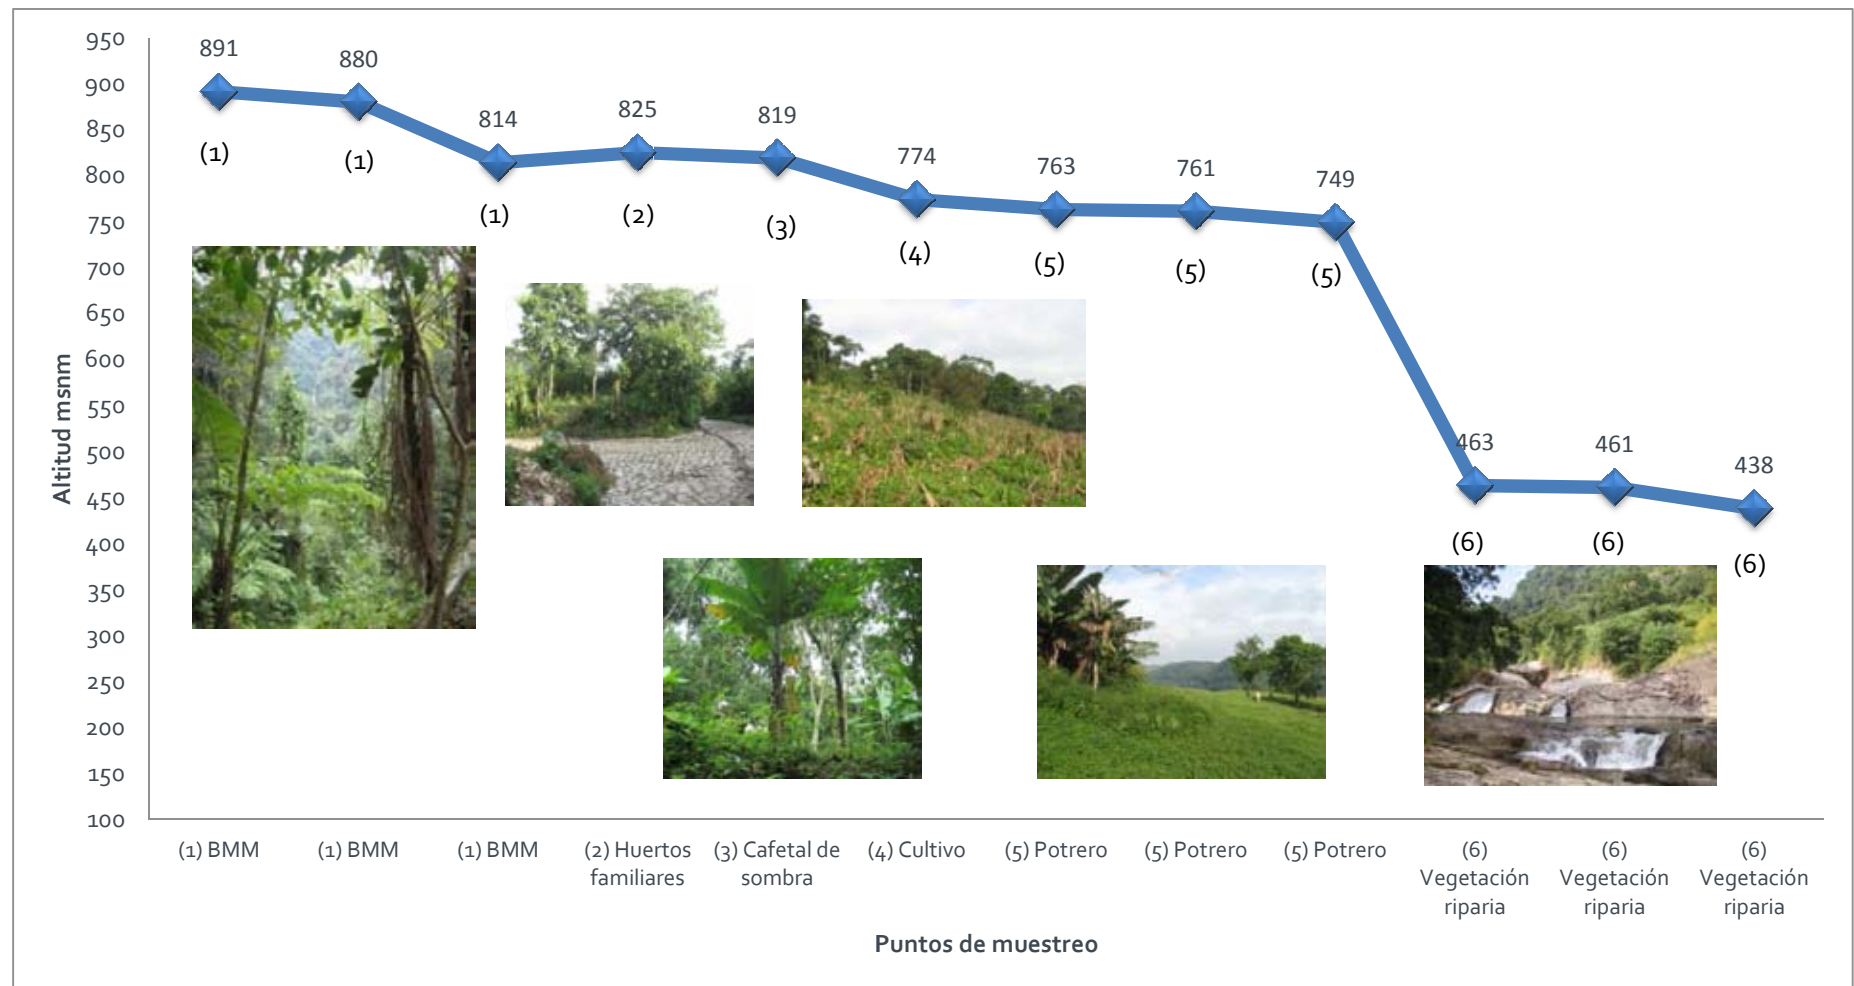 950
900
850
800
750
700
650
600
550
500
450
400
350
300
250
200
150
100
Altitud msnm
891
880
814
825
819
774
763
761
749
463
461
438
(1)
(1)
(1)
(2)
(3)
(4)
(5)
(5)
(5)
(6)
(6)
(6)
(1) BMM
(1) BMM
(1) BMM
(2) Huertos
familiares
(3) Cafetal de
sombra
(4) Cultivo
(5) Potrero
(5) Potrero
(5) Potrero
(6)
Vegetación
riparia
(6)
Vegetación
riparia
(6)
Vegetación
riparia
Puntos de muestreo